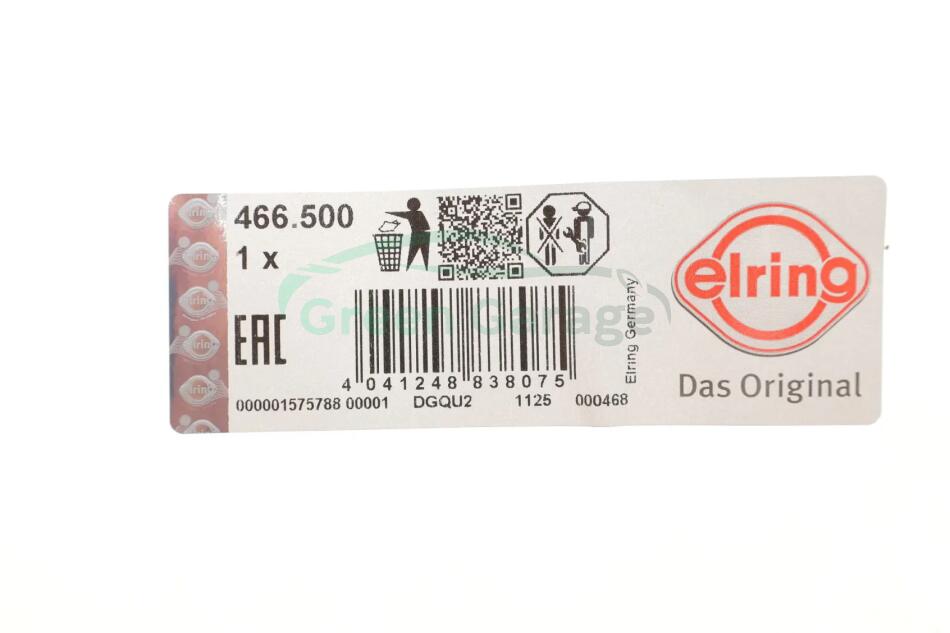 466.500
1 x
EAC
Green Garage
4 041248 838075
000001575788 00001 DGQU2 1125 000468
Elring Germany
elring
Das Original